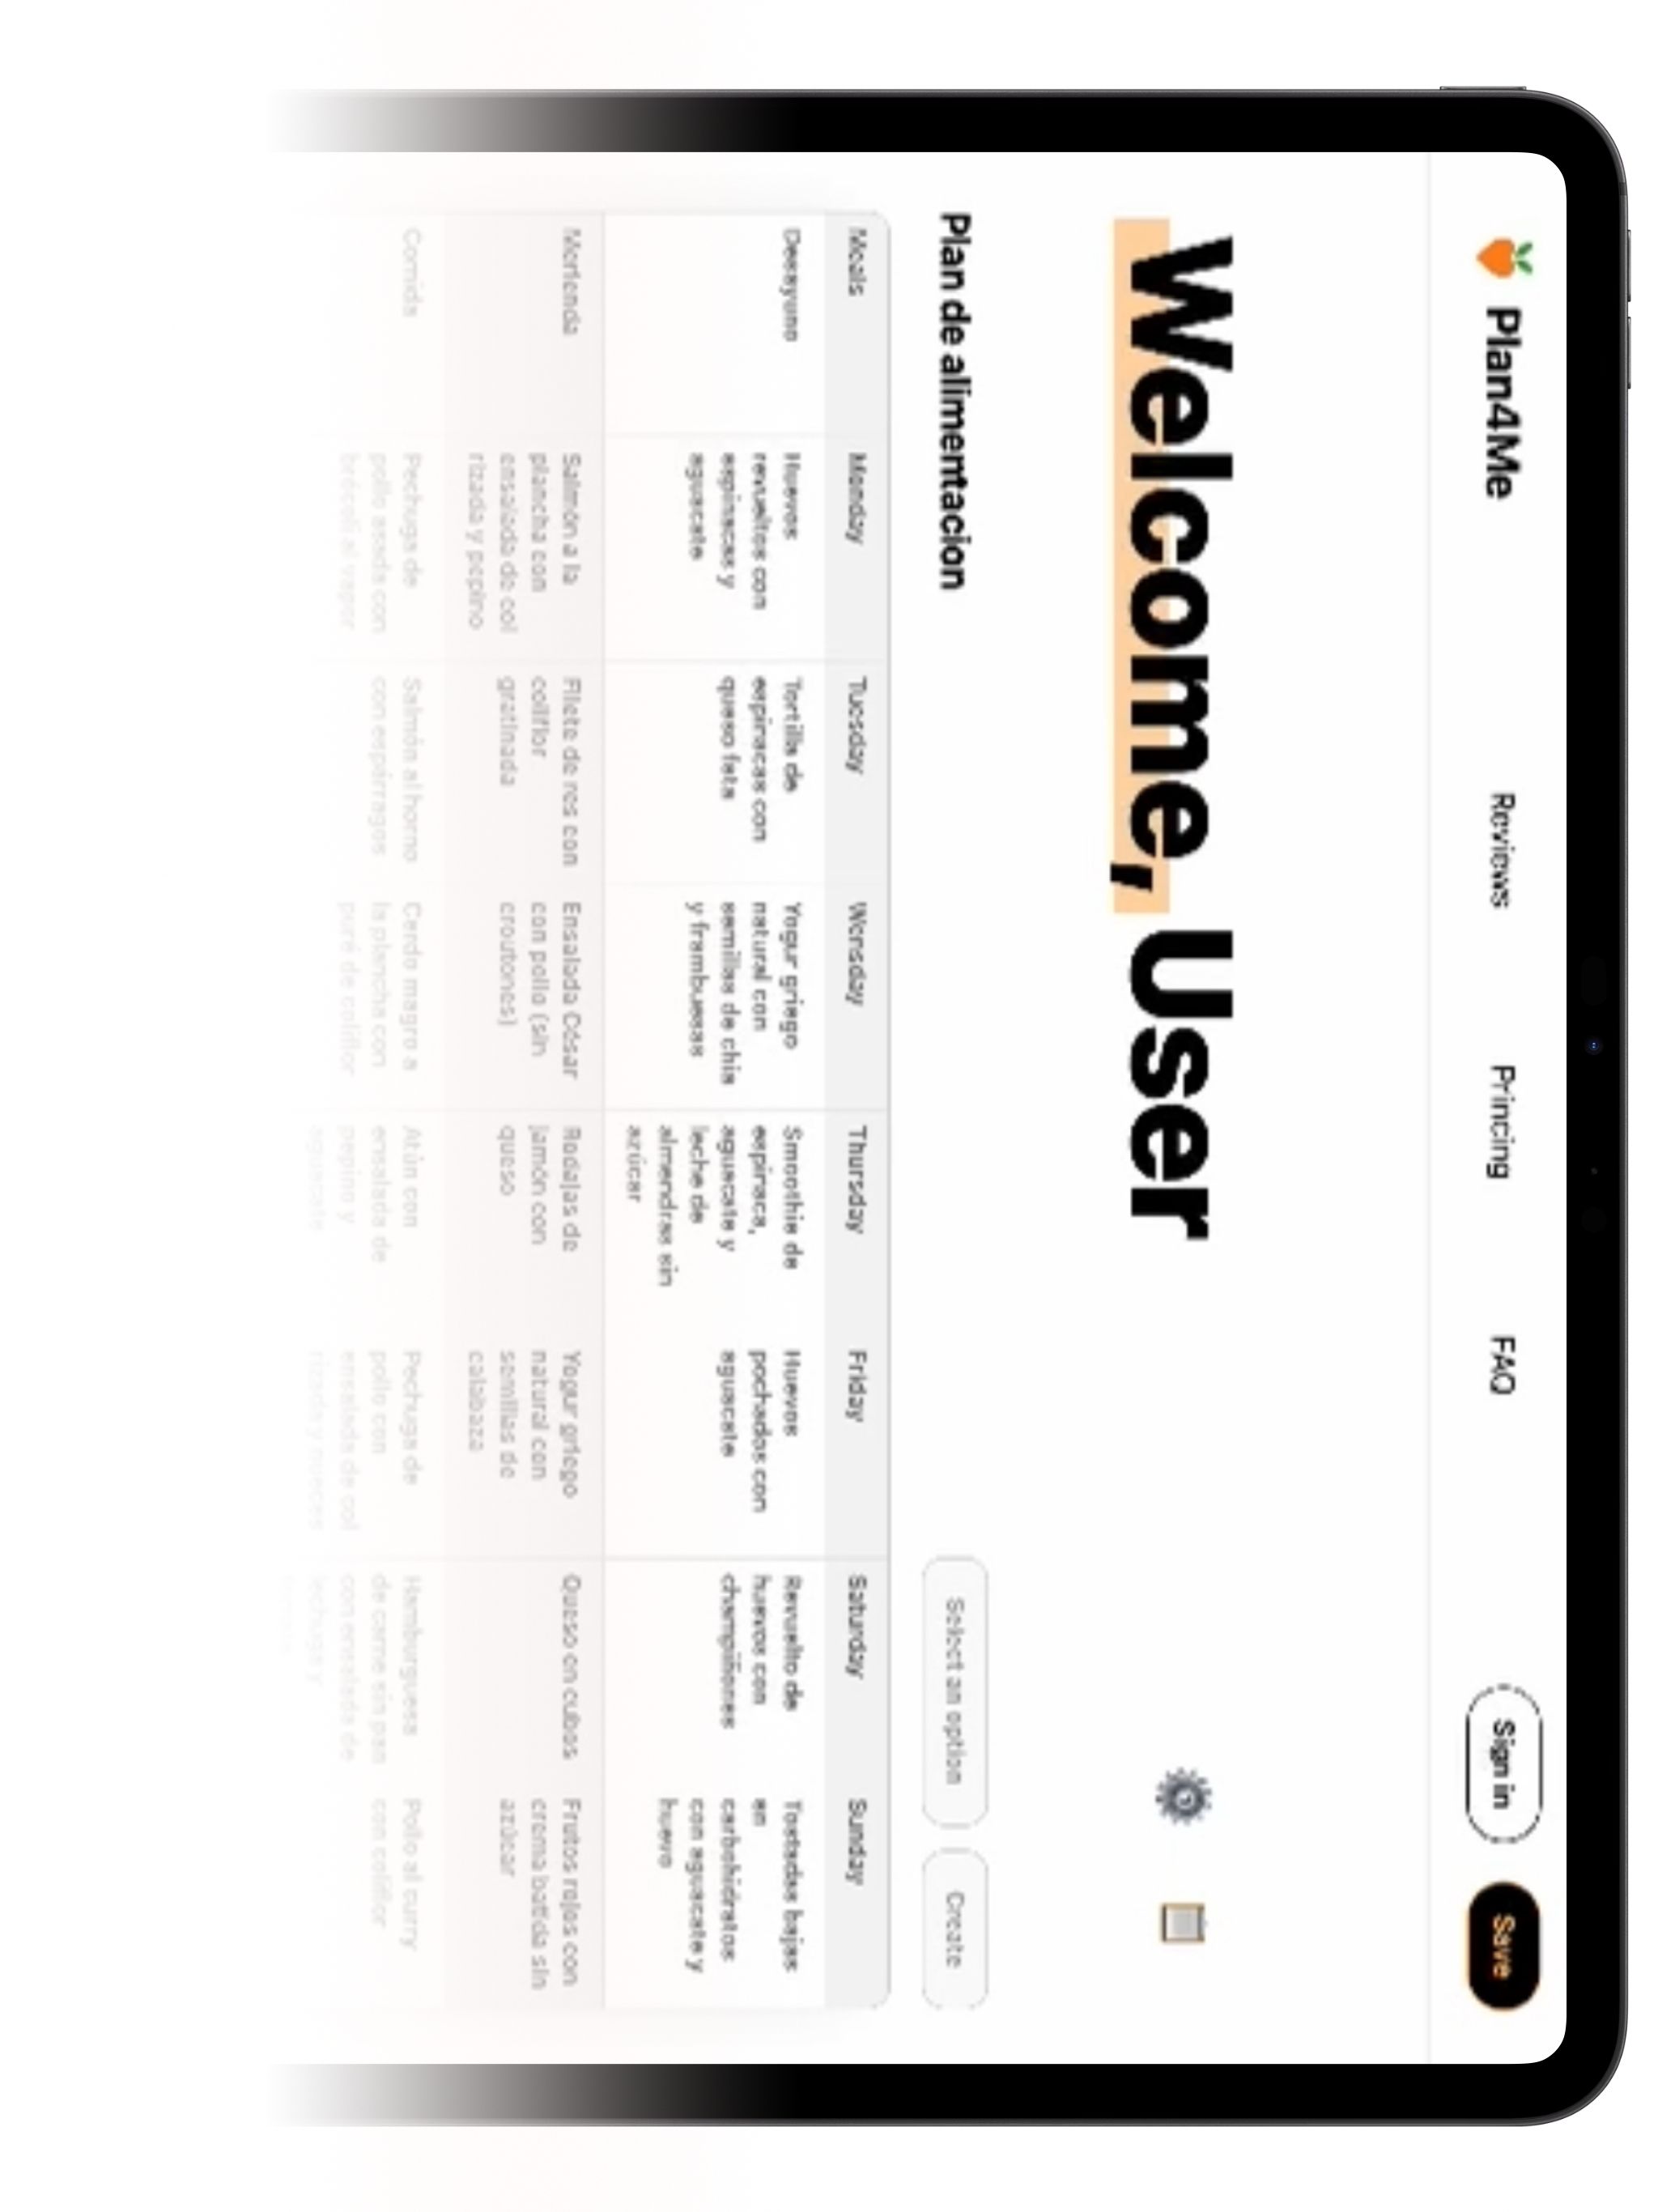 Plan4Me
Reviews
Princing
FAQ
Sign in
Save
Welcome, User
Plan de alimentacion
Select an option
Create
Meals
Monday
Tuesday
Wensday
Thursday
Friday
Saturday
Sunday
Desayuno
Huevos
revueltos con
espinacas y
aguacate
Tortilla de
espinacas con
queso feta
Yogur griego
natural con
semillas de chia
y frambuesas
Smoothie de
espinaca,
aguacate y
leche de
almendras sin
azúcar
Huevos
pochados con
aguacate
Revuelto de
huevos con
champiñones
Tostadas bajas
en
carbohidratos
con aguacate y
huevo
Merienda
Salmón a la
plancha con
ensalada de col
rizada y pepino
Filete de res con
coliflor
gratinada
Ensalada César
con pollo (sin
croutones)
Rodajas de
jamón con
queso
Yogur griego
natural con
semillas de
calabaza
Queso en cubos
Frutos rojos con
crema batida sin
azúcar
Comida
Pechuga de
pollo asada con
brócoli al vapor
Salmón al horno
con espárragos
Cerdo magro a
la plancha con
puré de coliflor
Atún con
ensalada de
pepino y
aguacate
Pechuga de
pollo con
ensalada de col
rizada y nueces
Hamburguesa
de carne sin pan
con ensalada de
lechuga y
Pollo al curry
con coliflor